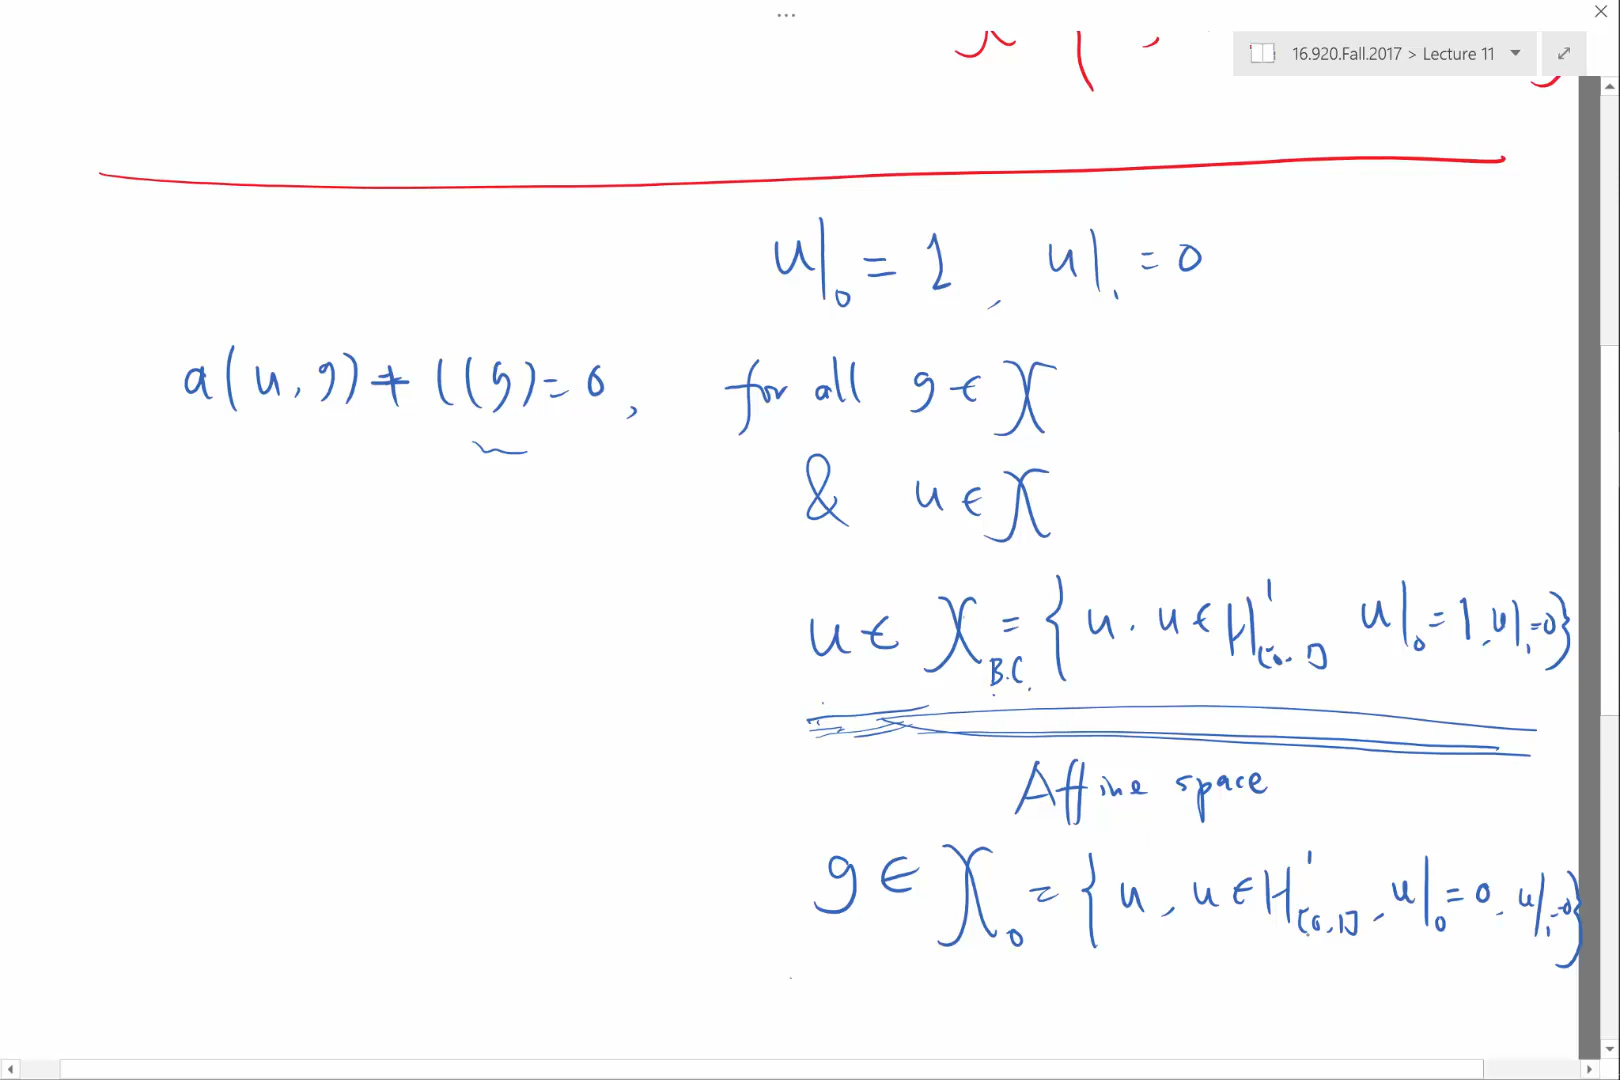 16.920.Fall.2017 > Lecture 11
u|₀ = 1, u|₁ = 0
a(u, g) + l(g) = 0, for all g ∈ X
& u ∈ X
u ∈ X_B.C. = { u. u ∈ H¹[0,1] u|₀ = 1, u|₁ = 0}
Affine space
g ∈ X₀ = { u, u ∈ H¹[0,1], u|₀ = 0, u|₁ = 0}